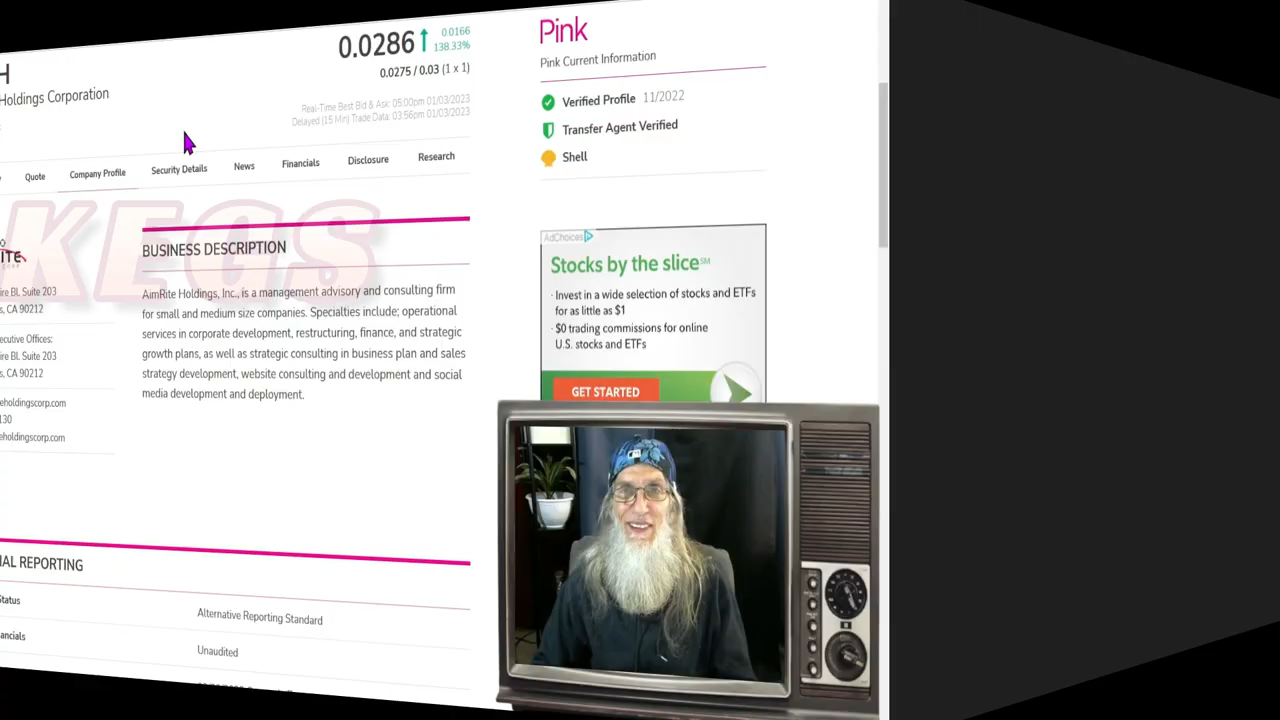 H
0.0286
0.0166
138.33%
Holdings Corporation
0.0275 / 0.03 (1 x 1)
Real-Time Best Bid & Ask: 05:00pm 01/03/2023
Delayed (15 Min) Trade Data: 03:56pm 01/03/2023
Quote
Company Profile
Security Details
News
Financials
Disclosure
Research
KEGS
ITE
ire Bl. Suite 203
s, CA 90212
ecutive Offices:
ire Bl. Suite 203
s, CA 90212
eholdingscorp.com
130
eholdingscorp.com
BUSINESS DESCRIPTION
AimRite Holdings, Inc., is a management advisory and consulting firm
for small and medium size companies. Specialties include; operational
services in corporate development, restructuring, finance, and strategic
growth plans, as well as strategic consulting in business plan and sales
strategy development, website consulting and development and social
media development and deployment.
IAL REPORTING
Status
Alternative Reporting Standard
ancials
Unaudited
Pink
Pink Current Information
Verified Profile 11/2022
Transfer Agent Verified
Shell
AdChoices
Stocks by the slice℠
· Invest in a wide selection of stocks and ETFs
for as little as $1
· $0 trading commissions for online
U.S. stocks and ETFs
GET STARTED